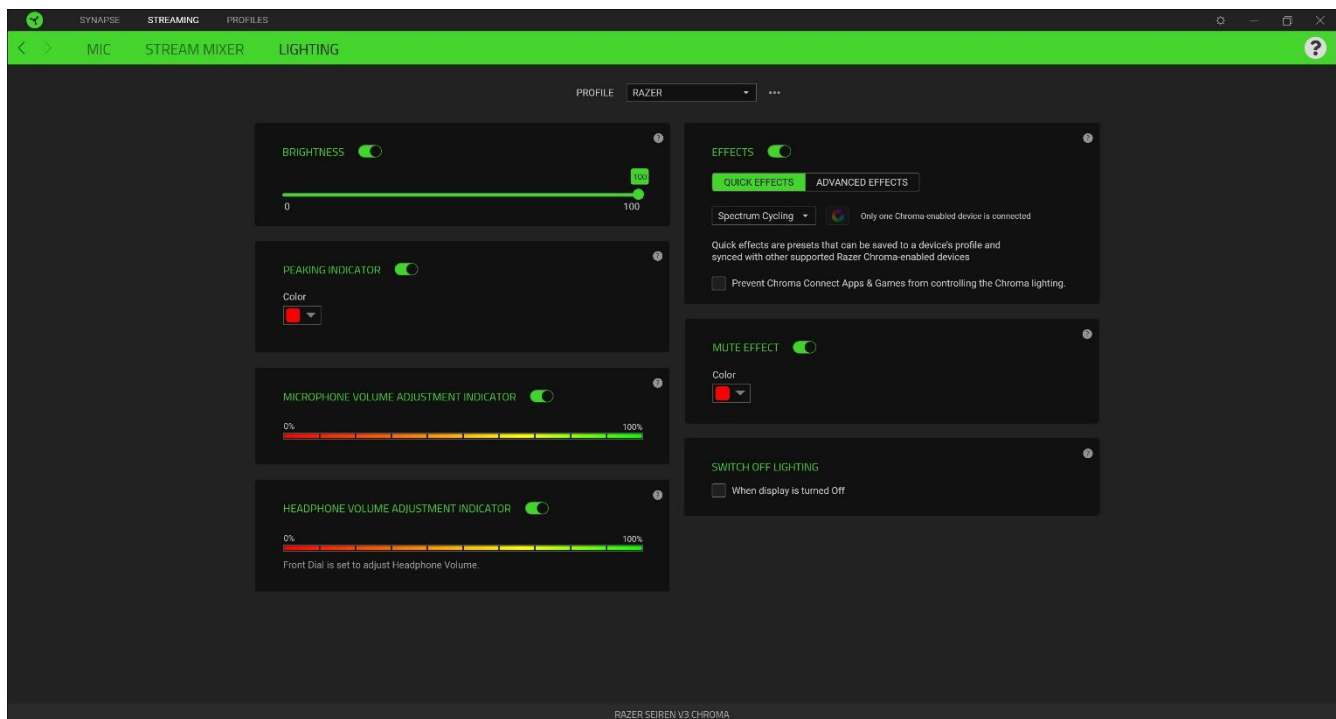 SYNAPSE STREAMING PROFILES
MIC STREAM MIXER LIGHTING ?
PROFILE RAZER
BRIGHTNESS ?
100
0 100
PEAKING INDICATOR ?
Color
MICROPHONE VOLUME ADJUSTMENT INDICATOR ?
0% 100%
HEADPHONE VOLUME ADJUSTMENT INDICATOR ?
0% 100%
Front Dial is set to adjust Headphone Volume.
EFFECTS ?
QUICK EFFECTS ADVANCED EFFECTS
Spectrum Cycling Only one Chroma-enabled device is connected
Quick effects are presets that can be saved to a device's profile and
synced with other supported Razer Chroma-enabled devices
Prevent Chroma Connect Apps & Games from controlling the Chroma lighting.
MUTE EFFECT ?
Color
SWITCH OFF LIGHTING ?
When display is turned Off
RAZER SEIREN V3 CHROMA